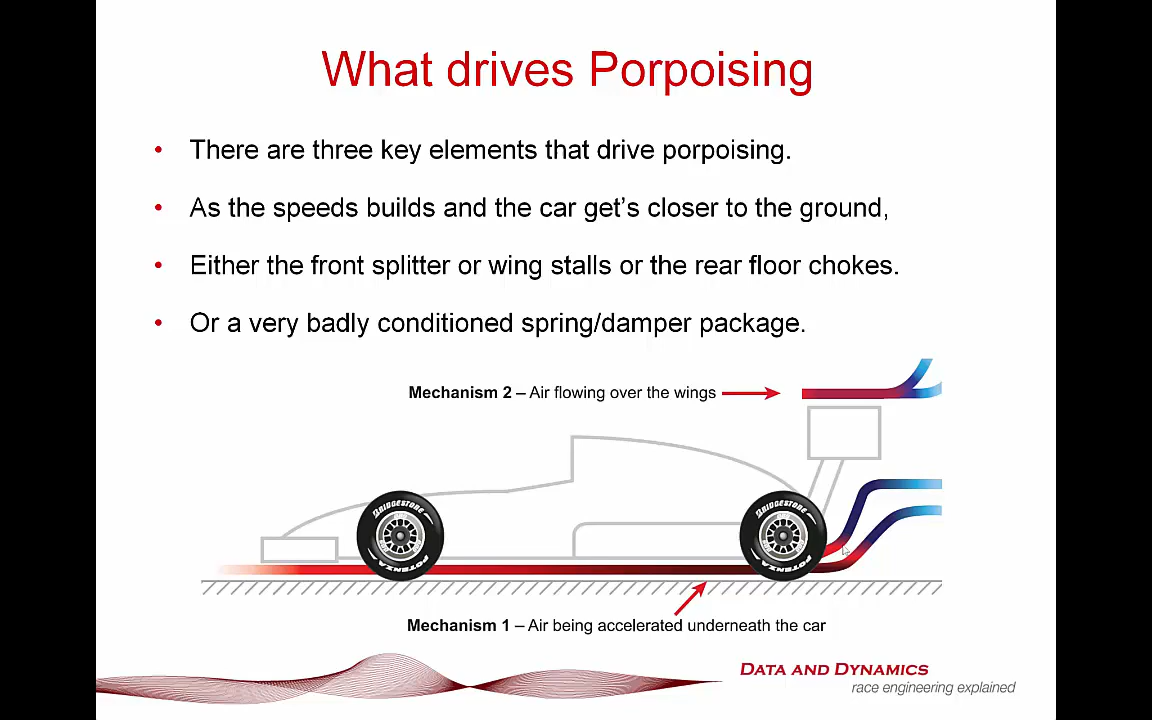 What drives Porpoising
• There are three key elements that drive porpoising.
• As the speeds builds and the car get’s closer to the ground,
• Either the front splitter or wing stalls or the rear floor chokes.
• Or a very badly conditioned spring/damper package.
Mechanism 2 – Air flowing over the wings
BRIDGESTONE
POTENZA
BRIDGESTONE
POTENZA
Mechanism 1 – Air being accelerated underneath the car
DATA AND DYNAMICS
race engineering explained